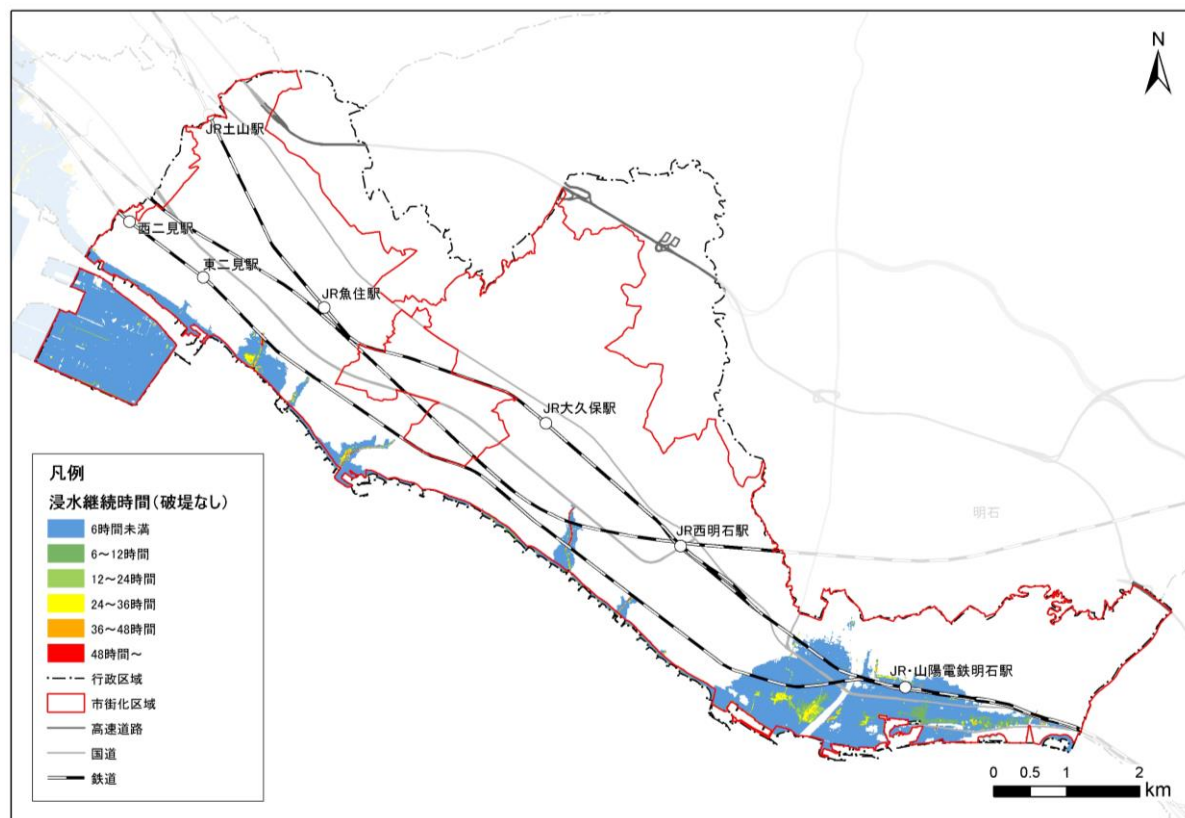 N
JR土山駅
西二見駅
東二見駅
JR魚住駅
JR大久保駅
明石
JR西明石駅
JR・山陽電鉄明石駅
凡例
浸水継続時間(破堤なし)
6時間未満
6～12時間
12～24時間
24～36時間
36～48時間
48時間～
行政区域
市街化区域
高速道路
国道
鉄道
0 0.5 1 2
km